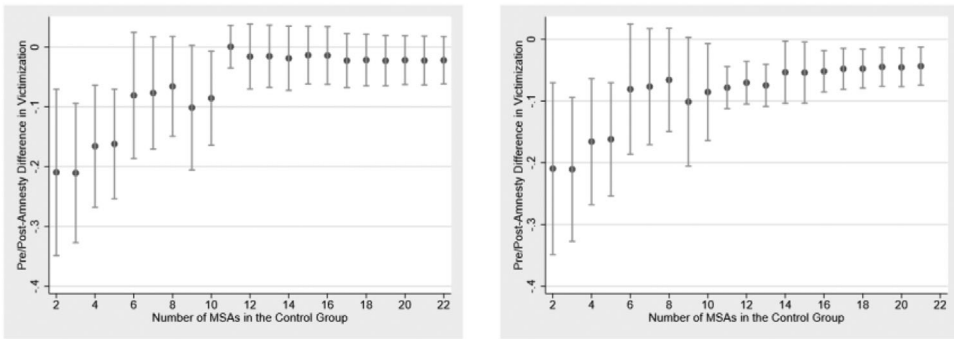 Pre/Post-Amnesty Difference in Victimization
0
-.1
-.2
-.3
-.4
2 4 6 8 10 12 14 16 18 20 22
Number of MSAs in the Control Group
Pre/Post-Amnesty Difference in Victimization
0
-.1
-.2
-.3
-.4
2 4 6 8 10 12 14 16 18 20 22
Number of MSAs in the Control Group